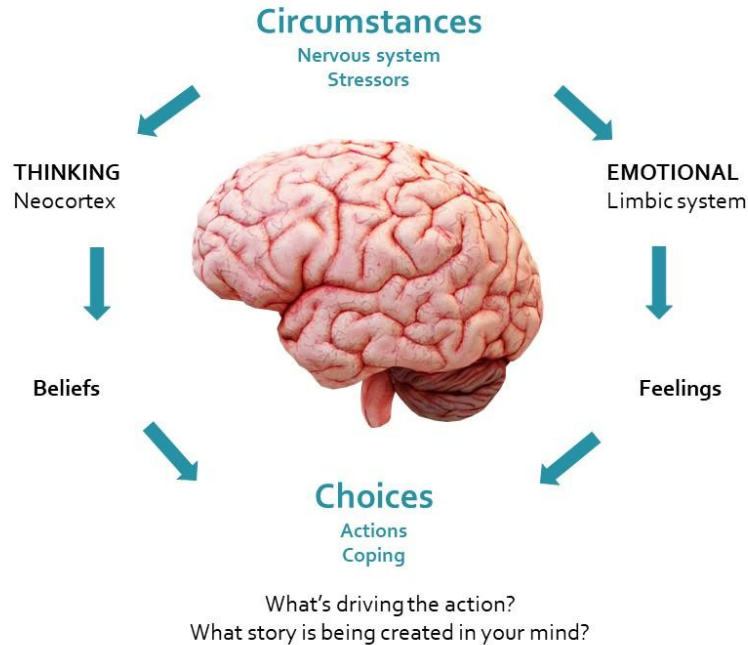 Circumstances
Nervous system
Stressors
THINKING
Neocortex
EMOTIONAL
Limbic system
Beliefs
Feelings
Choices
Actions
Coping
What's driving the action?
What story is being created in your mind?